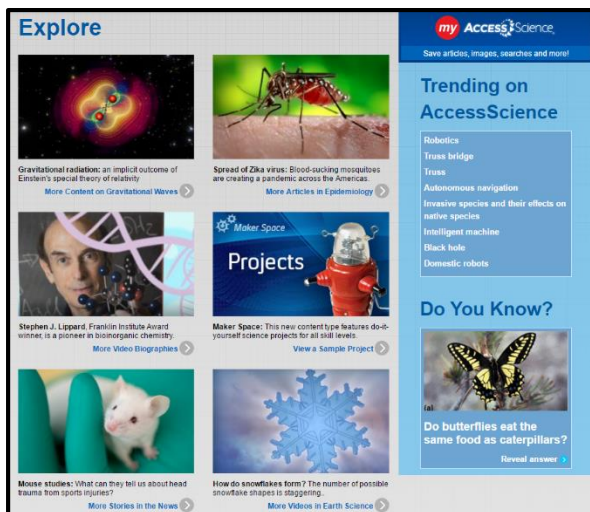 Explore
Gravitational radiation: an implicit outcome of
Einstein's special theory of relativity
More Content on Gravitational Waves
Spread of Zika virus: Blood-sucking mosquitoes
are creating a pandemic across the Americas.
More Articles in Epidemiology
Stephen J. Lippard, Franklin Institute Award
winner, is a pioneer in bioinorganic chemistry.
More Video Biographies
Maker Space
Projects
Maker Space: This new content type features do-it-
yourself science projects for all skill levels.
View a Sample Project
Mouse studies: What can they tell us about head
trauma from sports injuries?
More Stories in the News
How do snowflakes form? The number of possible
snowflake shapes is staggering..
More Videos in Earth Science
my ACCESS Science
Save articles, images, searches and more!
Trending on
AccessScience
Robotics
Truss bridge
Truss
Autonomous navigation
Invasive species and their effects on
native species
Intelligent machine
Black hole
Domestic robots
Do You Know?
(a)
Do butterflies eat the
same food as caterpillars?
Reveal answer